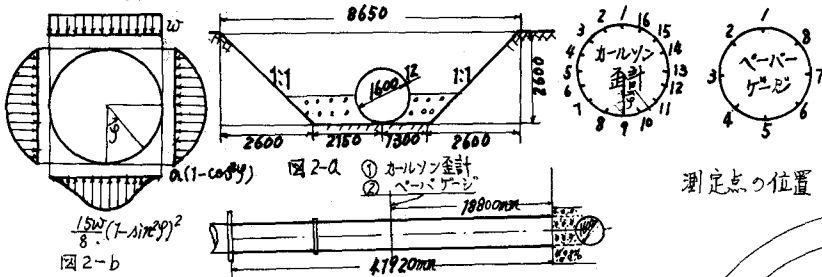 w
φ
a(1-cos²φ)
15w/8 (1-sin²φ)²
図2-b
8650
1:1
1600
12
1:1
2600
2600
2150
1300
2600
図2-a
① カールソン歪計
② ペーパゲージ
18800mm
41920mm
1
2
16
3
15
4
14
5
13
6
12
7
11
8
9
10
カールソン
歪計
φ
1
2
8
3
7
4
6
5
ペーパー
ゲージ
測定点の位置